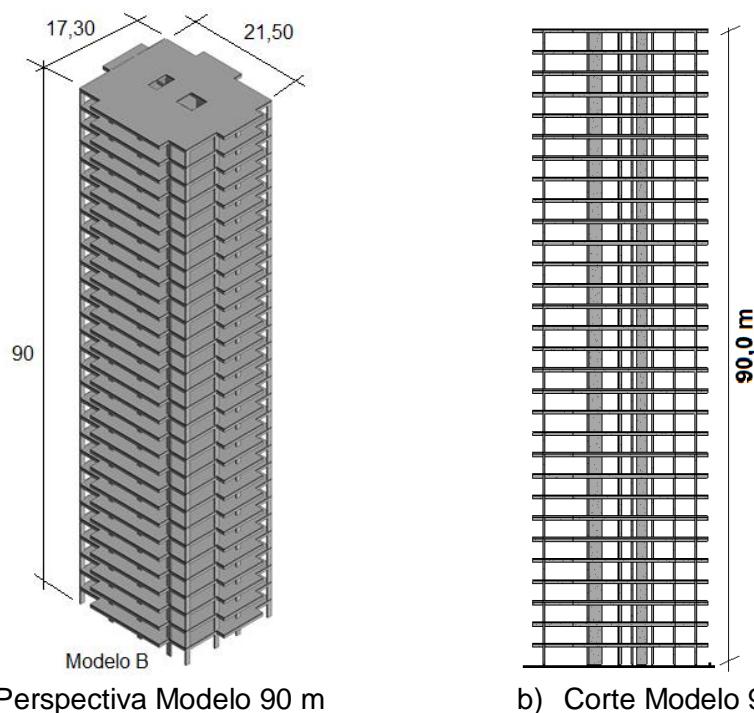 17,30
21,50
90
90,0 m
Modelo B
Perspectiva Modelo 90 m
b) Corte Modelo 9